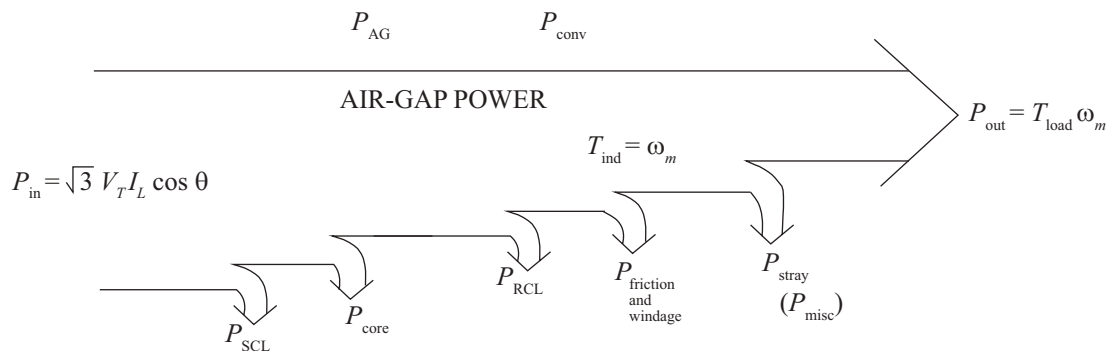 P_AG
P_conv
AIR-GAP POWER
P_out = T_load ω_m
T_ind = ω_m
P_in = √3 V_T I_L cos θ
P_SCL
P_core
P_RCL
P_friction
and
windage
P_stray
(P_misc)